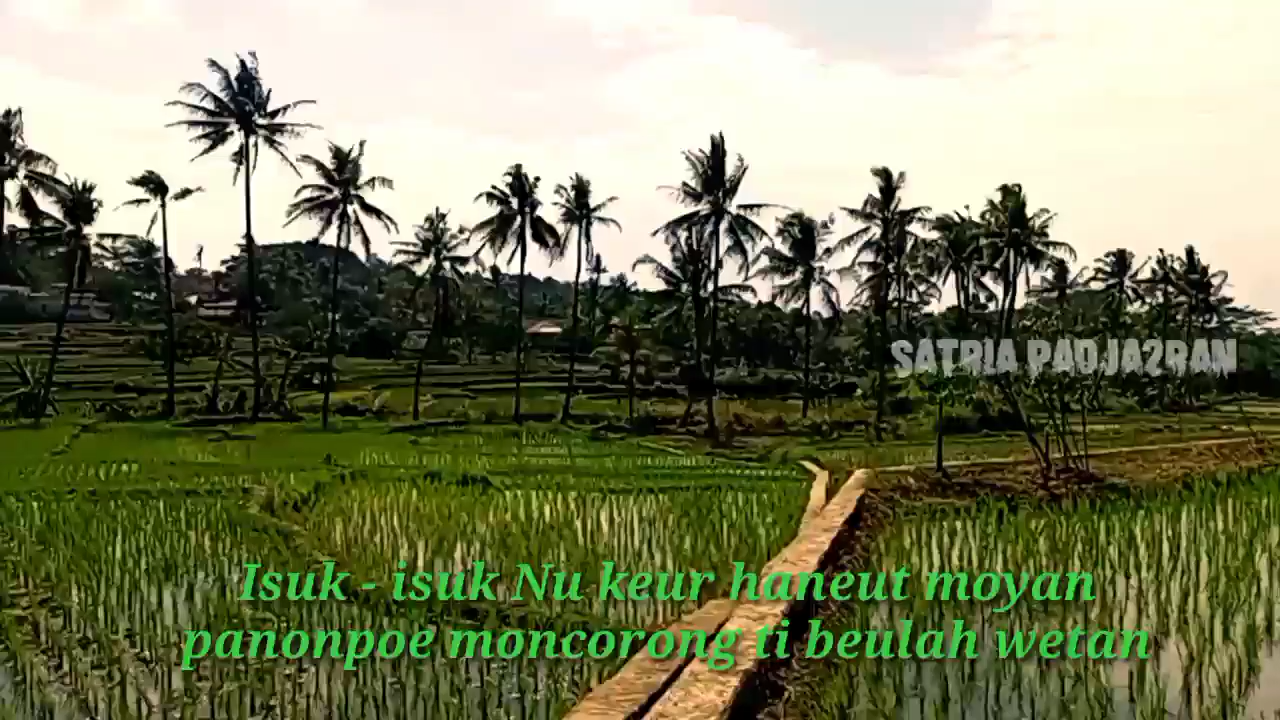 SATRIA PADJA2RAN
Isuk - isuk Nu keur haneut moyan
panonpoe moncorong ti beulah wetan